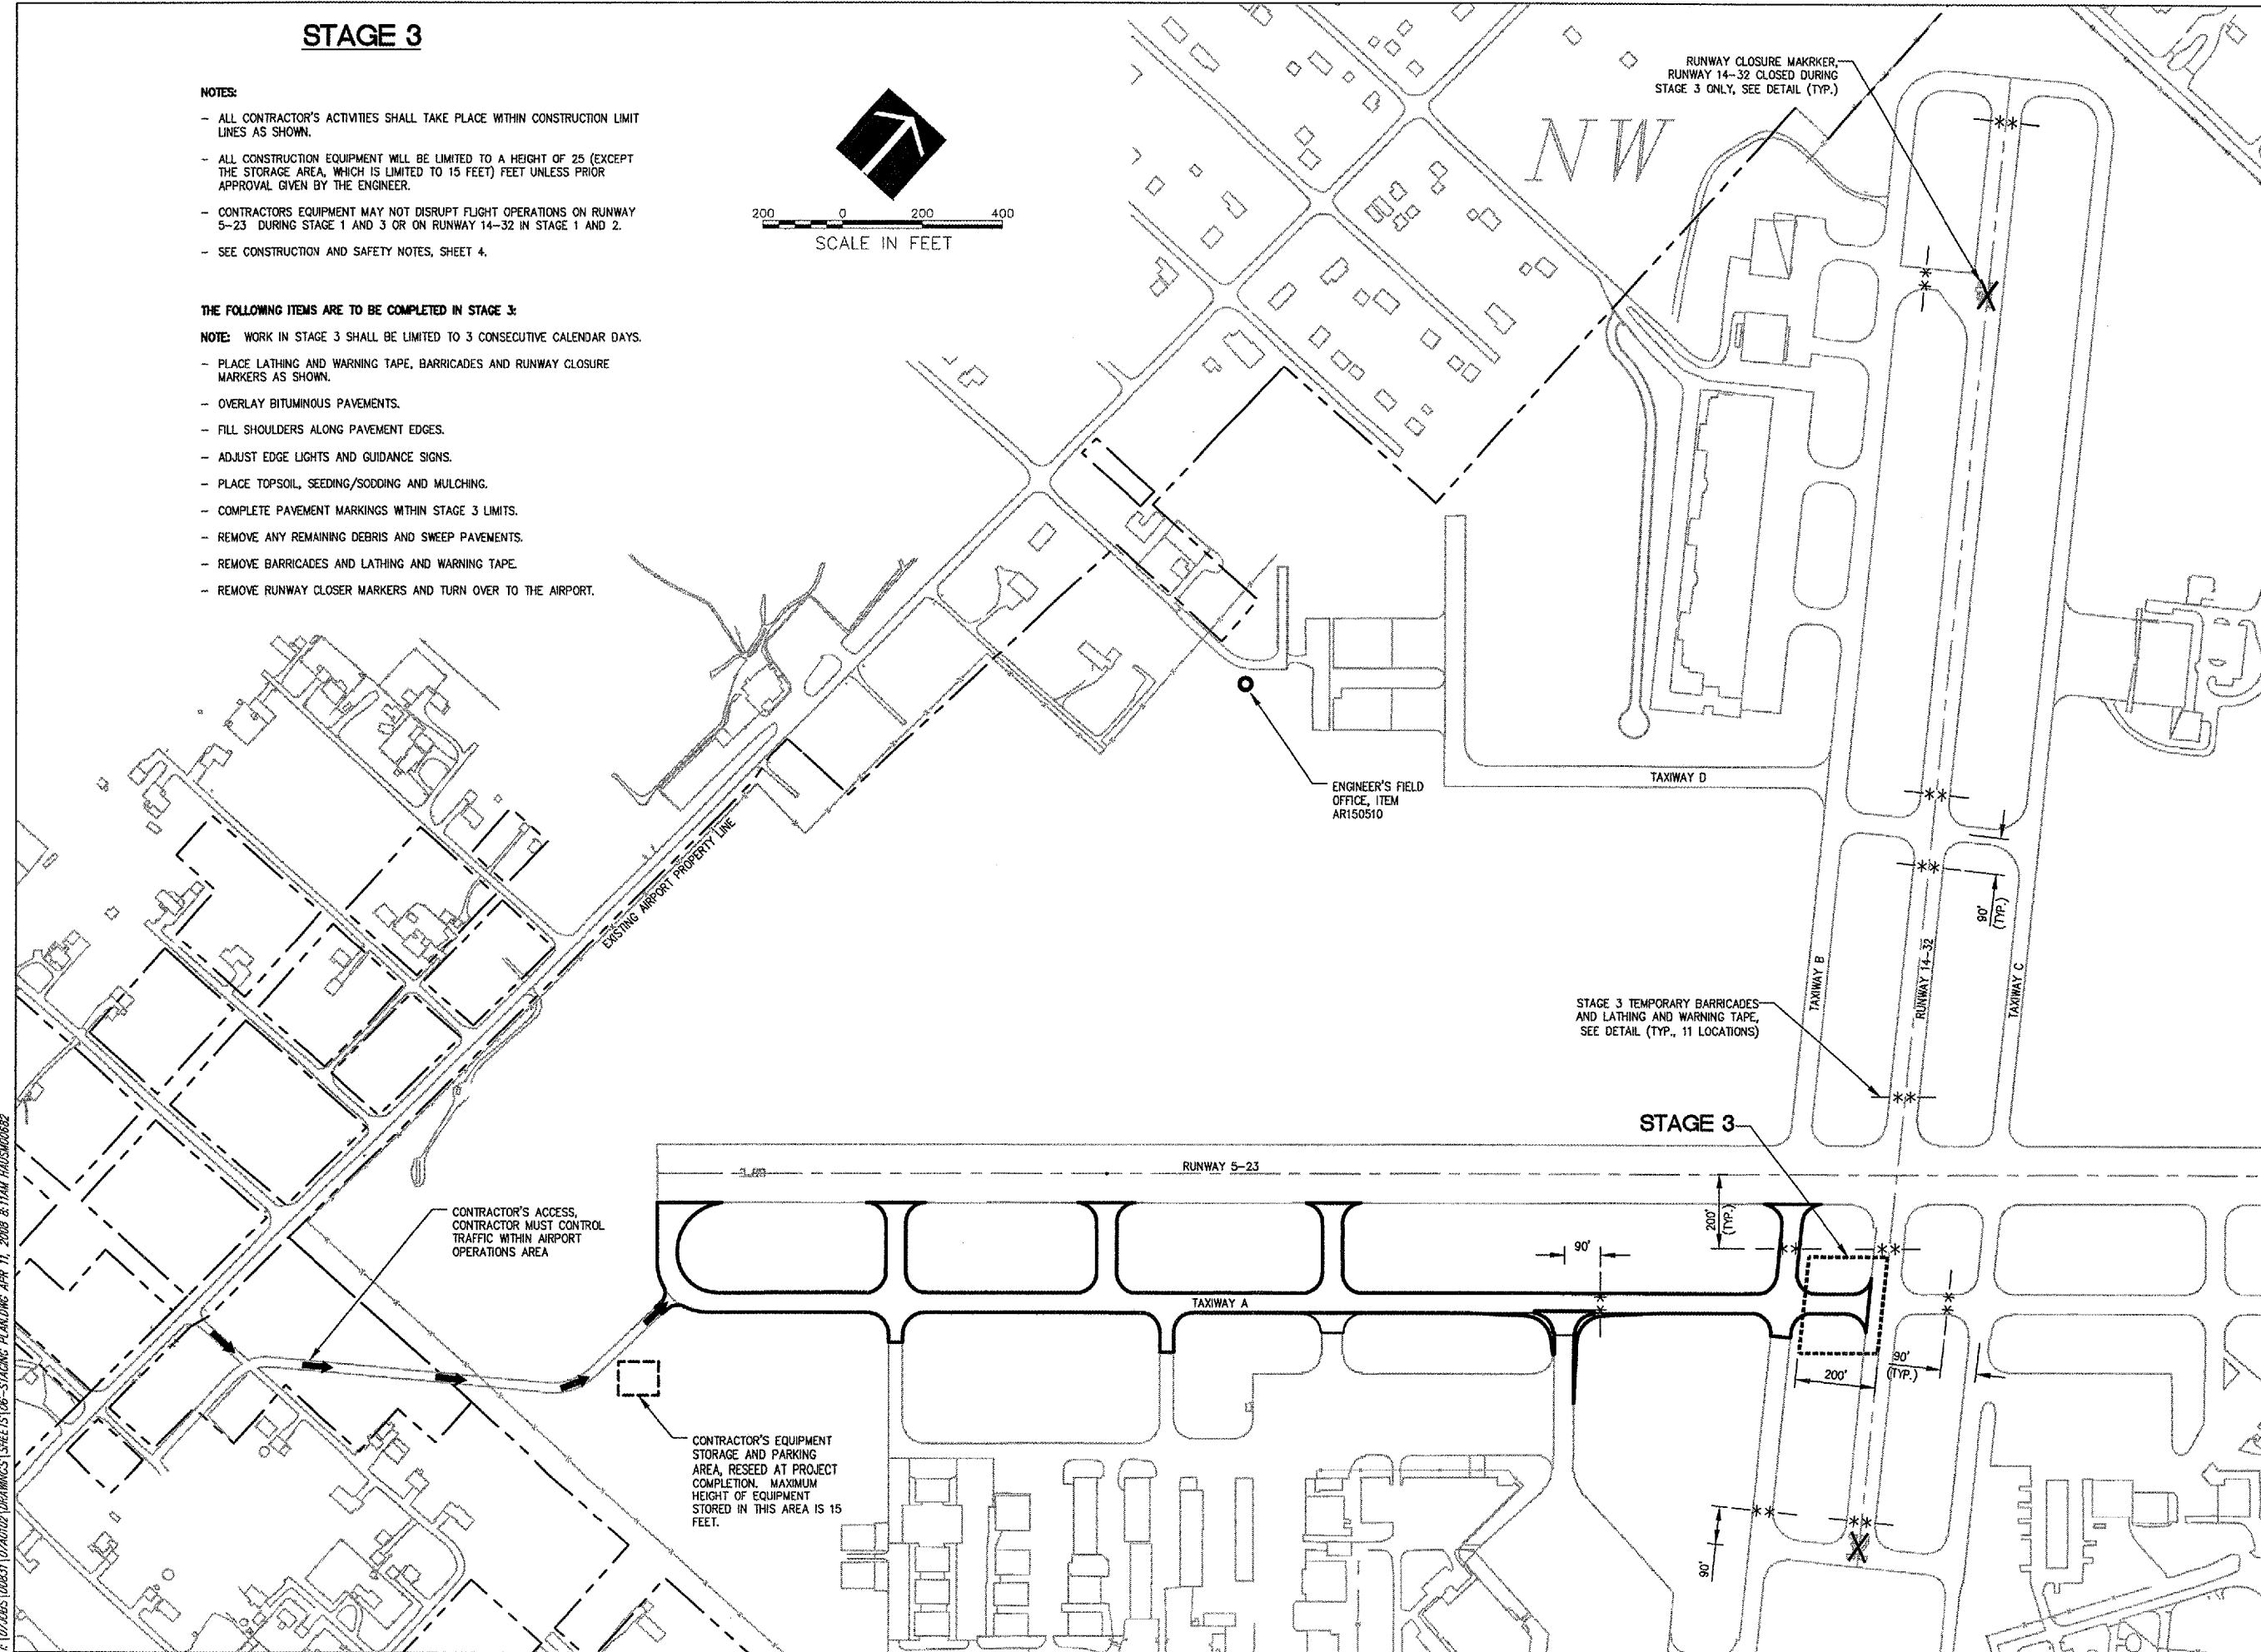 STAGE 3
NOTES:
- ALL CONTRACTOR'S ACTIVITIES SHALL TAKE PLACE WITHIN CONSTRUCTION LIMIT
LINES AS SHOWN.
- ALL CONSTRUCTION EQUIPMENT WILL BE LIMITED TO A HEIGHT OF 25 (EXCEPT
THE STORAGE AREA, WHICH IS LIMITED TO 15 FEET) FEET UNLESS PRIOR
APPROVAL GIVEN BY THE ENGINEER.
- CONTRACTORS EQUIPMENT MAY NOT DISRUPT FLIGHT OPERATIONS ON RUNWAY
5-23 DURING STAGE 1 AND 3 OR ON RUNWAY 14-32 IN STAGE 1 AND 2.
- SEE CONSTRUCTION AND SAFETY NOTES, SHEET 4.
THE FOLLOWING ITEMS ARE TO BE COMPLETED IN STAGE 3:
NOTE: WORK IN STAGE 3 SHALL BE LIMITED TO 3 CONSECUTIVE CALENDAR DAYS.
- PLACE LATHING AND WARNING TAPE, BARRICADES AND RUNWAY CLOSURE
MARKERS AS SHOWN.
- OVERLAY BITUMINOUS PAVEMENTS.
- FILL SHOULDERS ALONG PAVEMENT EDGES.
- ADJUST EDGE LIGHTS AND GUIDANCE SIGNS.
- PLACE TOPSOIL, SEEDING/SODDING AND MULCHING.
- COMPLETE PAVEMENT MARKINGS WITHIN STAGE 3 LIMITS.
- REMOVE ANY REMAINING DEBRIS AND SWEEP PAVEMENTS.
- REMOVE BARRICADES AND LATHING AND WARNING TAPE.
- REMOVE RUNWAY CLOSER MARKERS AND TURN OVER TO THE AIRPORT.
200 0 200 400
SCALE IN FEET
RUNWAY CLOSURE MAKRKER,
RUNWAY 14-32 CLOSED DURING
STAGE 3 ONLY, SEE DETAIL (TYP.)
NW
ENGINEER'S FIELD
OFFICE, ITEM
AR150510
TAXIWAY D
EXISTING AIRPORT PROPERTY LINE
90'
(TYP.)
TAXIWAY B
RUNWAY 14-32
TAXIWAY C
STAGE 3 TEMPORARY BARRICADES
AND LATHING AND WARNING TAPE,
SEE DETAIL (TYP., 11 LOCATIONS)
STAGE 3
RUNWAY 5-23
200'
(TYP.)
CONTRACTOR'S ACCESS,
CONTRACTOR MUST CONTROL
TRAFFIC WITHIN AIRPORT
OPERATIONS AREA
90'
TAXIWAY A
90'
(TYP.)
200'
CONTRACTOR'S EQUIPMENT
STORAGE AND PARKING
AREA, RESEED AT PROJECT
COMPLETION. MAXIMUM
HEIGHT OF EQUIPMENT
STORED IN THIS AREA IS 15
FEET.
90'